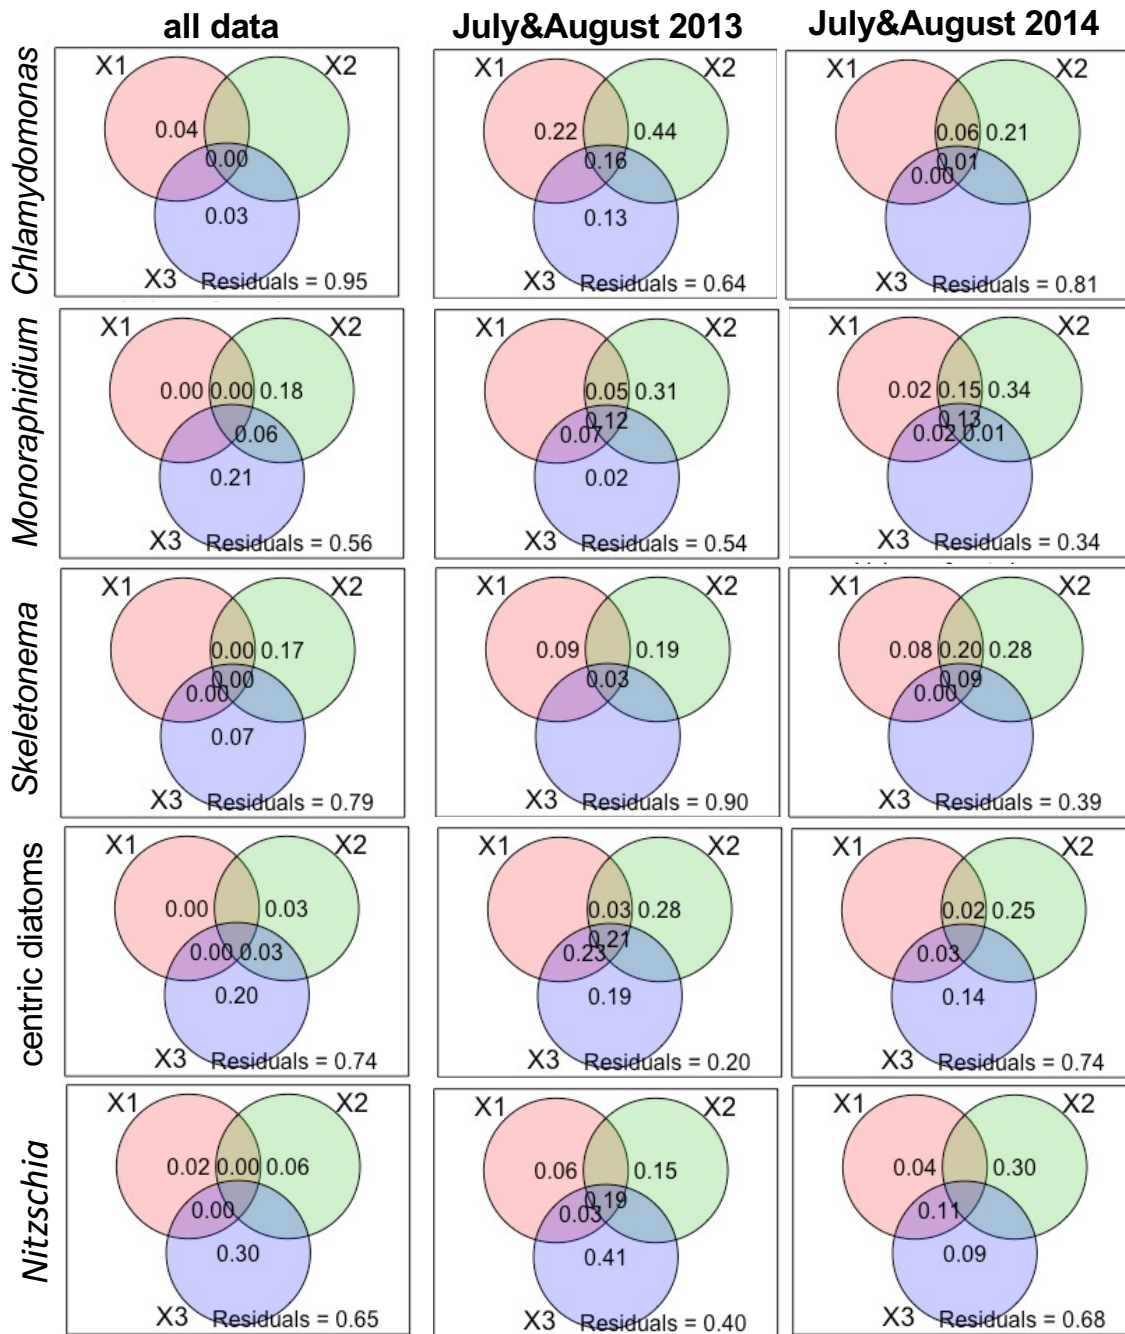 all data July&August 2013 July&August 2014
Chlamydomonas
X1 X2 X1 X2 X1 X2
0.04 0.22 0.44 0.06 0.21
0.00 0.16 0.01
0.00
0.03 0.13
X3 Residuals = 0.95 X3 Residuals = 0.64 X3 Residuals = 0.81
Monoraphidium
X1 X2 X1 X2 X1 X2
0.00 0.00 0.18 0.05 0.31 0.02 0.15 0.34
0.12 0.13
0.06 0.07 0.02 0.01
0.21 0.02
X3 Residuals = 0.56 X3 Residuals = 0.54 X3 Residuals = 0.34
Skeletonema
X1 X2 X1 X2 X1 X2
0.00 0.17 0.09 0.19 0.08 0.20 0.28
0.00 0.03 0.09
0.00 0.00
0.07
X3 Residuals = 0.79 X3 Residuals = 0.90 X3 Residuals = 0.39
centric diatoms
X1 X2 X1 X2 X1 X2
0.00 0.03 0.03 0.28 0.02 0.25
0.21
0.00 0.03 0.23 0.03
0.20 0.19 0.14
X3 Residuals = 0.74 X3 Residuals = 0.20 X3 Residuals = 0.74
Nitzschia
X1 X2 X1 X2 X1 X2
0.02 0.00 0.06 0.06 0.15 0.04 0.30
0.19
0.00 0.03 0.11
0.30 0.41 0.09
X3 Residuals = 0.65 X3 Residuals = 0.40 X3 Residuals = 0.68